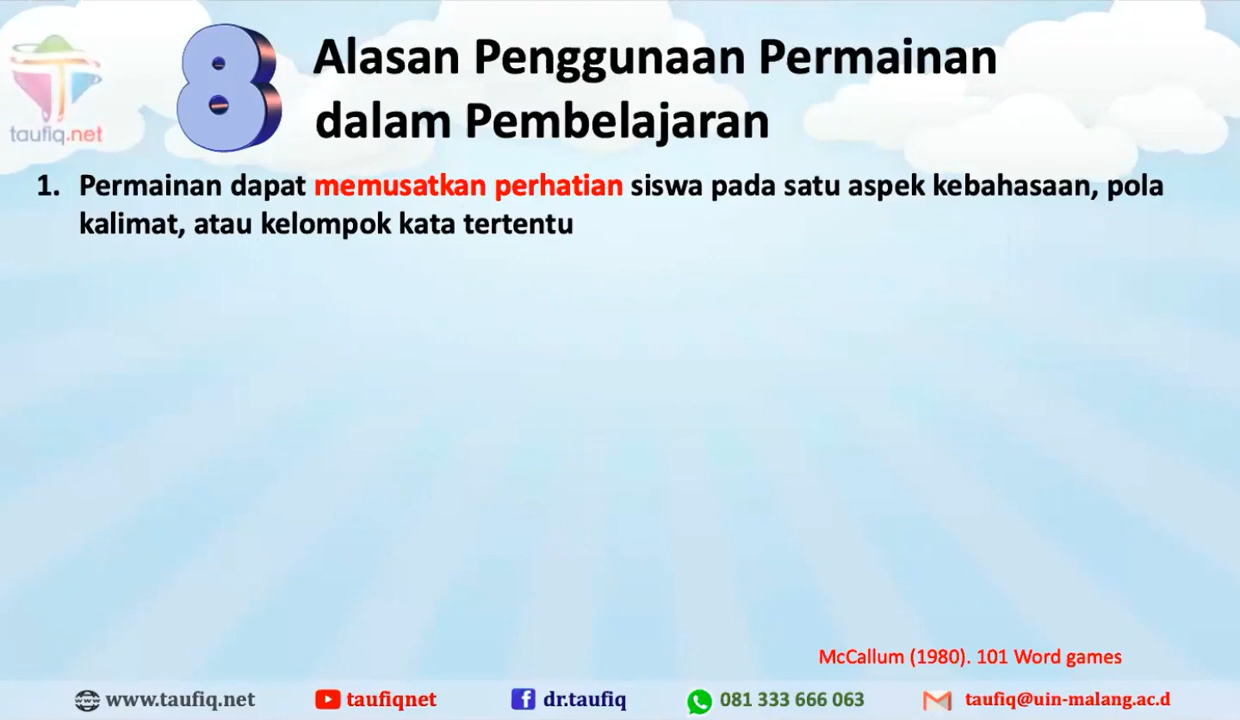 taufiq.net
8
Alasan Penggunaan Permainan
dalam Pembelajaran
1. Permainan dapat memusatkan perhatian siswa pada satu aspek kebahasaan, pola
kalimat, atau kelompok kata tertentu
McCallum (1980). 101 Word games
www.taufiq.net taufiqnet dr.taufiq 081 333 666 063 taufiq@uin-malang.ac.d